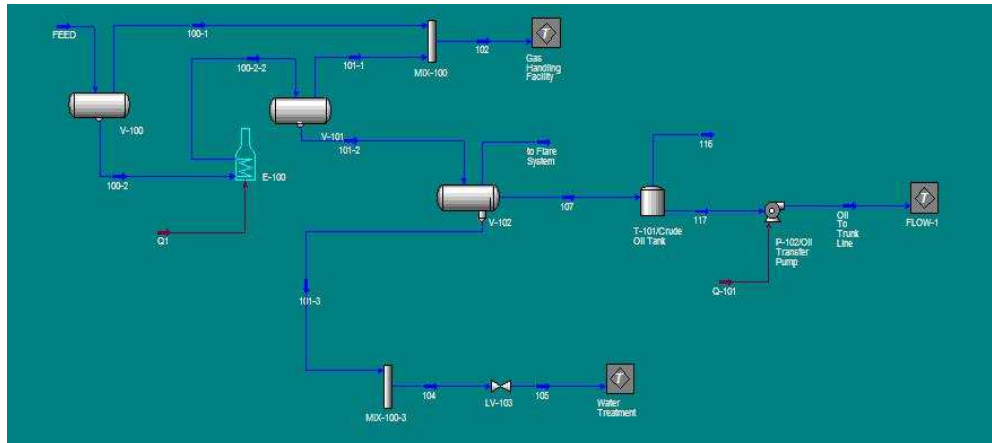 FEED
100-1
102
Gas
Handling
Facility
MIX-100
100-2-2
101-1
V-100
V-101
101-2
to Flare
System
116
100-2
E-100
V-102
107
T-101/Crude
Oil Tank
117
P-102/Oil
Transfer
Pump
Oil
To
Trunk
Line
FLOW-1
Q1
Q-101
101-3
MIX-100-3
104
LV-103
105
Water
Treatment
T
T
T